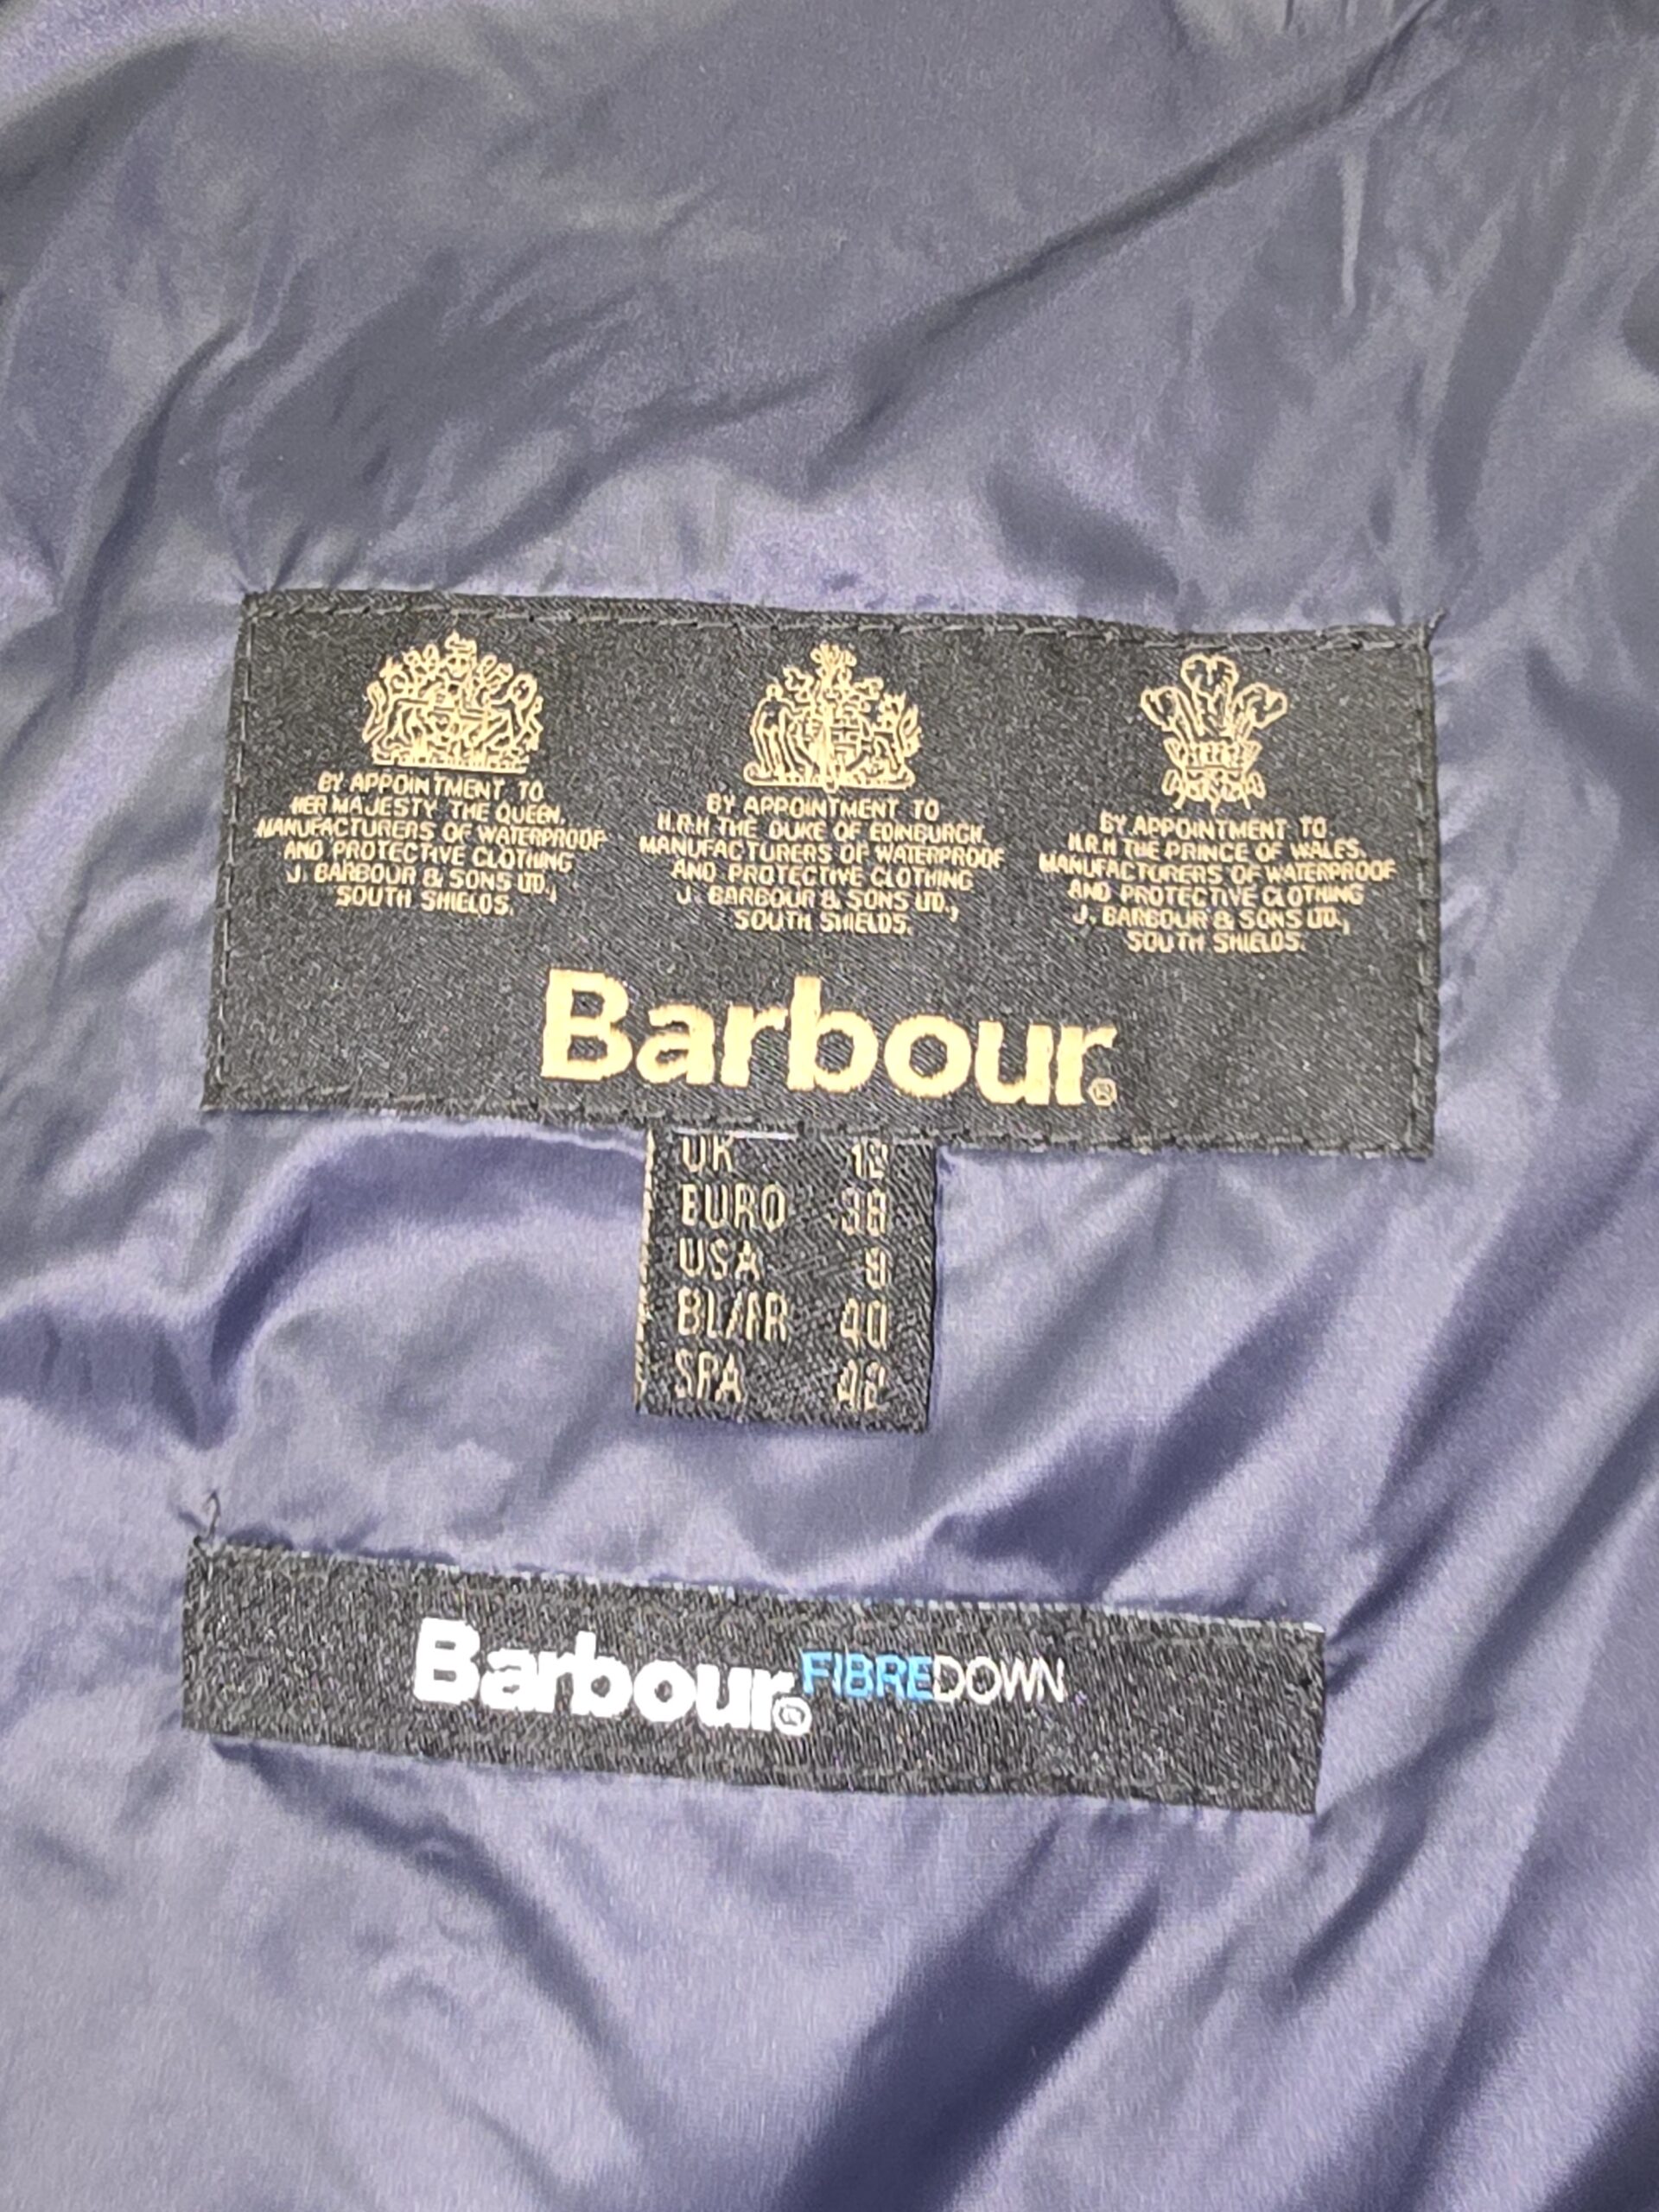 BY APPOINTMENT TO
HER MAJESTY THE QUEEN,
MANUFACTURERS OF WATERPROOF
AND PROTECTIVE CLOTHING
J. BARBOUR & SONS LTD.,
SOUTH SHIELDS.
BY APPOINTMENT TO
H.R.H THE DUKE OF EDINBURGH,
MANUFACTURERS OF WATERPROOF
AND PROTECTIVE CLOTHING
J. BARBOUR & SONS LTD.,
SOUTH SHIELDS.
BY APPOINTMENT TO
H.R.H THE PRINCE OF WALES,
MANUFACTURERS OF WATERPROOF
AND PROTECTIVE CLOTHING
J. BARBOUR & SONS LTD.,
SOUTH SHIELDS.
Barbour®
UK
EURO 38
USA
BL/FR 40
SPA 42
Barbour® FIBREDOWN